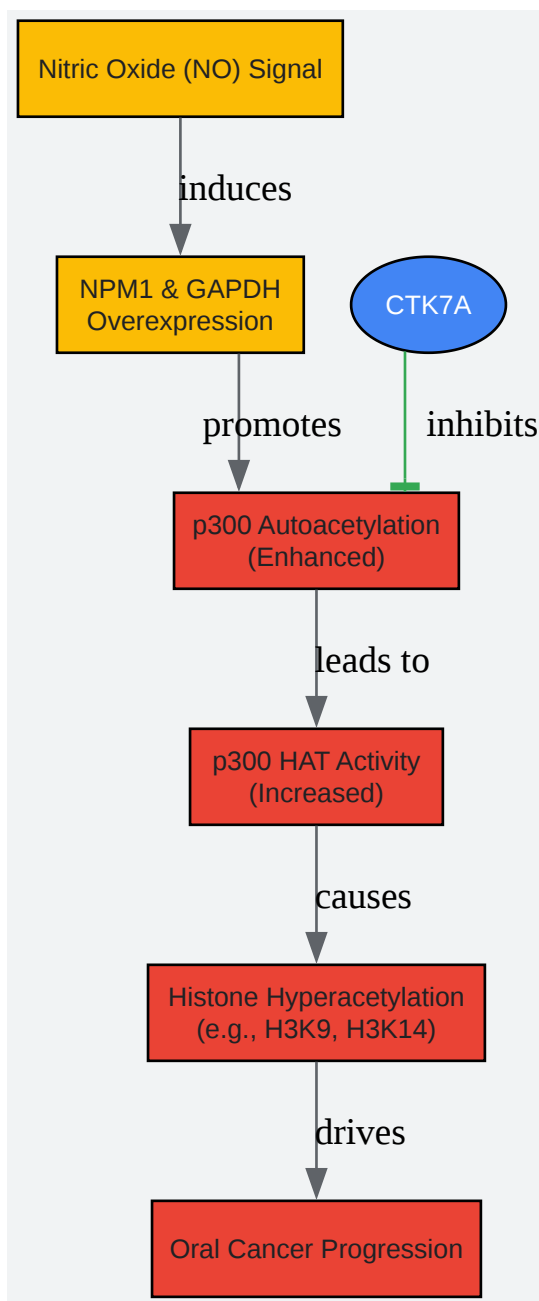 Nitric Oxide (NO) Signal
induces
NPM1 & GAPDH
Overexpression
CTK7A
promotes
inhibits
p300 Autoacetylation
(Enhanced)
leads to
p300 HAT Activity
(Increased)
causes
Histone Hyperacetylation
(e.g., H3K9, H3K14)
drives
Oral Cancer Progression